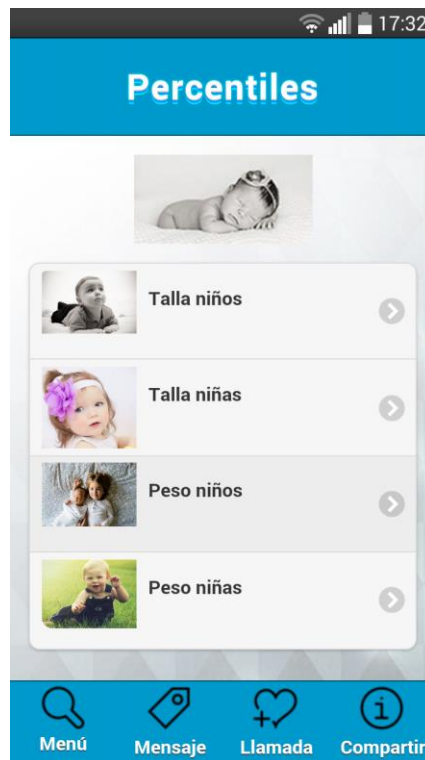 17:32
Percentiles
Talla niños
Talla niñas
Peso niños
Peso niñas
Menú Mensaje Llamada Compartir